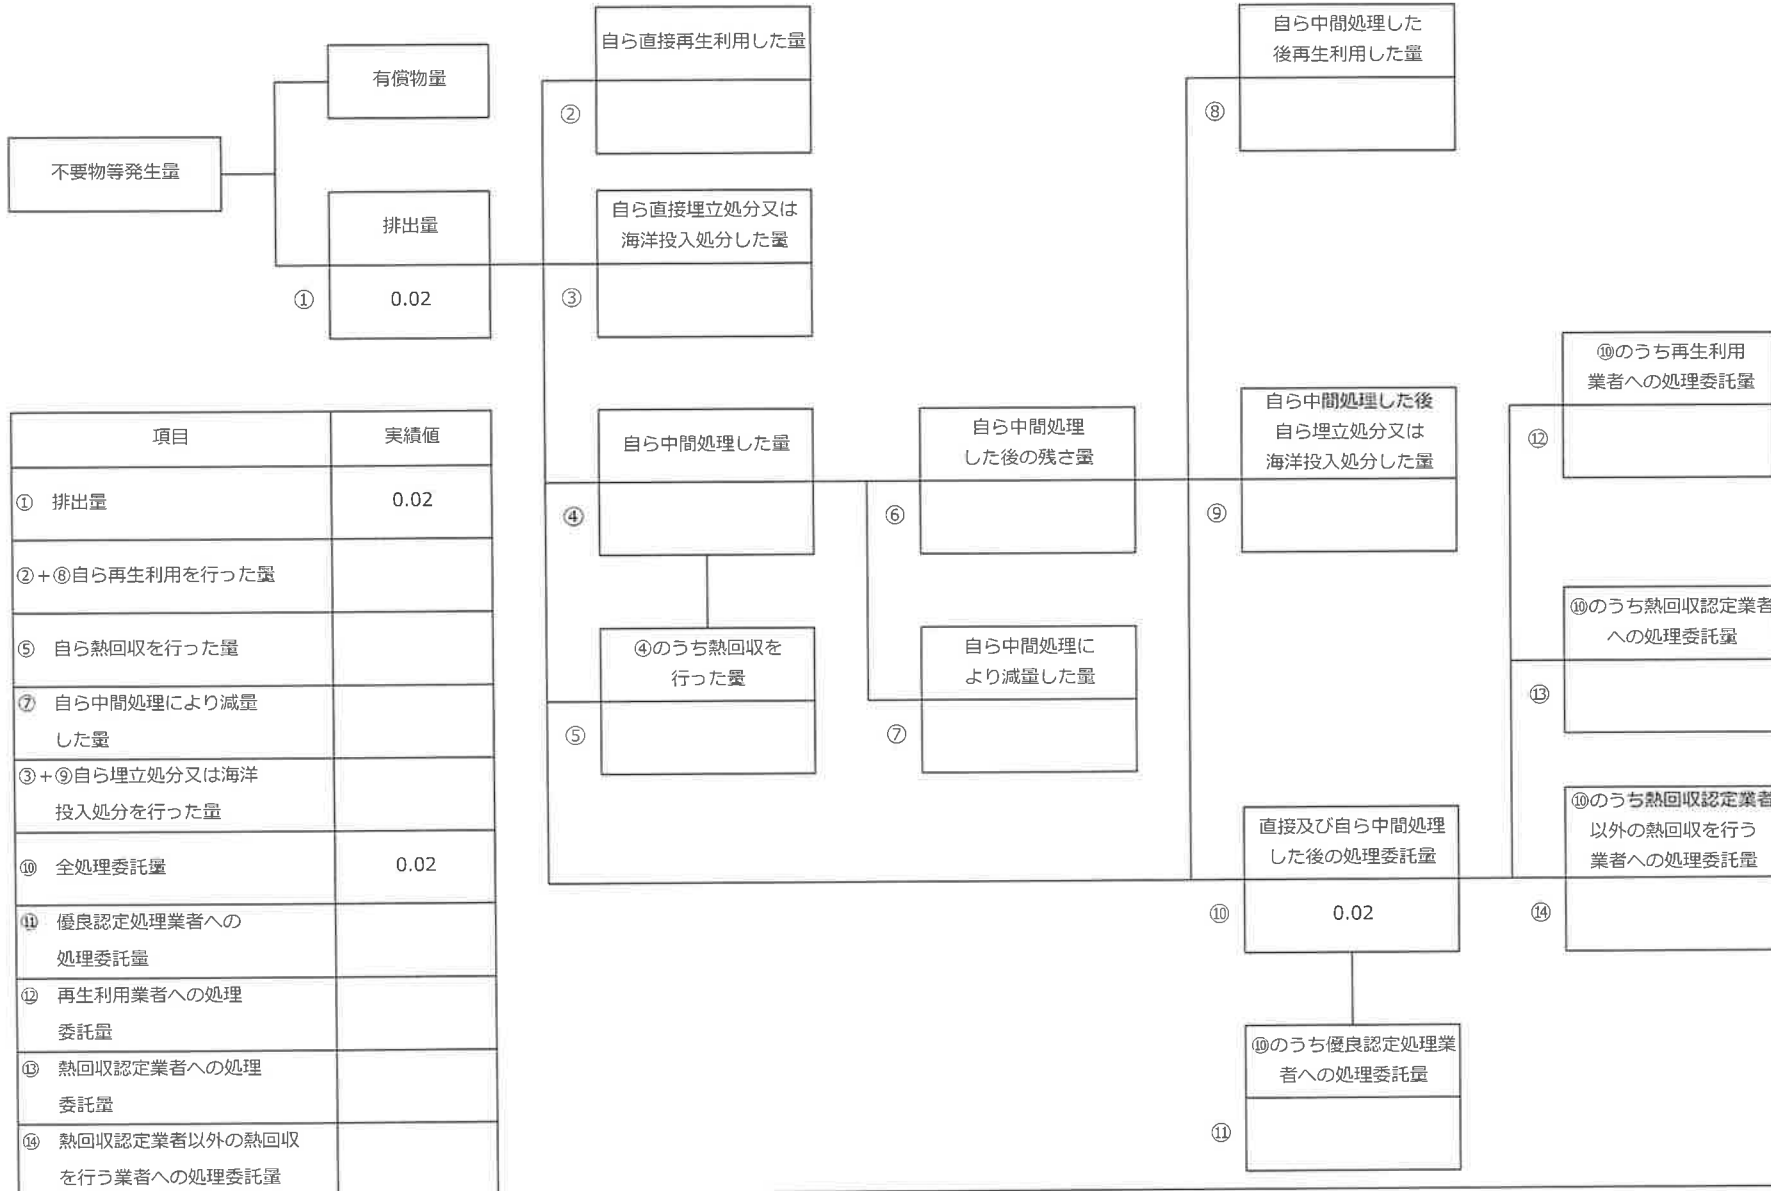 不要物等発生量
有償物量
排出量
①
0.02
自ら直接再生利用した量
②
自ら直接埋立処分又は
海洋投入処分した量
③
自ら中間処理した量
④
④のうち熱回収を
行った量
⑤
自ら中間処理
した後の残さ量
⑥
自ら中間処理に
より減量した量
⑦
自ら中間処理した
後再生利用した量
⑧
自ら中間処理した後
自ら埋立処分又は
海洋投入処分した量
⑨
直接及び自ら中間処理
した後の処理委託量
⑩
0.02
⑩のうち優良認定処理業
者への処理委託量
⑪
⑩のうち再生利用
業者への処理委託量
⑫
⑩のうち熱回収認定業者
への処理委託量
⑬
⑩のうち熱回収認定業者
以外の熱回収を行う
業者への処理委託量
⑭
項目 実績値
① 排出量 0.02
②+⑧自ら再生利用を行った量
⑤ 自ら熱回収を行った量
⑦ 自ら中間処理により減量
した量
③+⑨自ら埋立処分又は海洋
投入処分を行った量
⑩ 全処理委託量 0.02
⑪ 優良認定処理業者への
処理委託量
⑫ 再生利用業者への処理
委託量
⑬ 熱回収認定業者への処理
委託量
⑭ 熱回収認定業者以外の熱回収
を行う業者への処理委託量